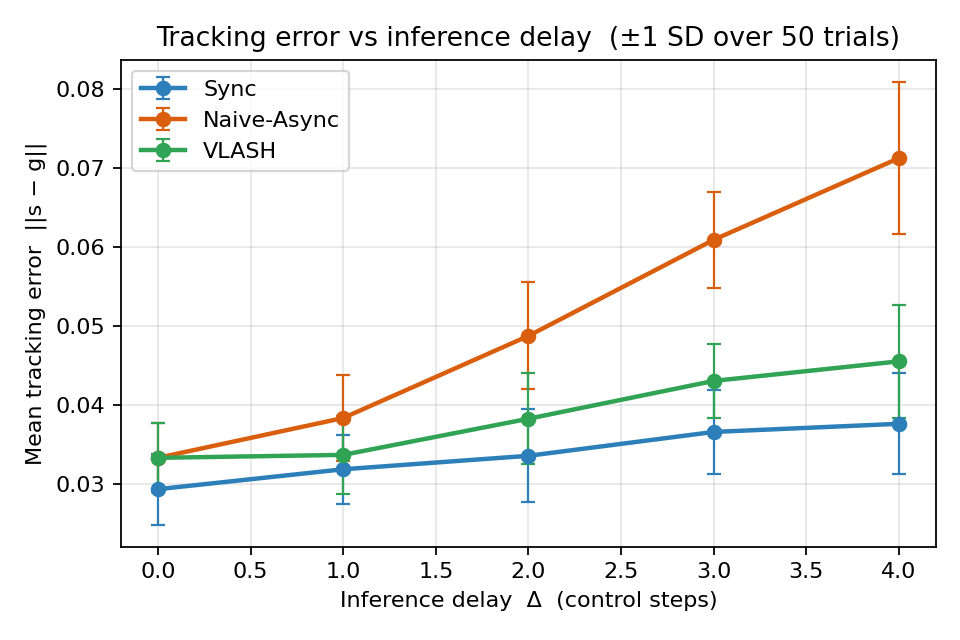 Tracking error vs inference delay  (±1 SD over 50 trials)
Sync
Naive-Async
VLASH
Mean tracking error  ||s − g||
0.08
0.07
0.06
0.05
0.04
0.03
0.0 0.5 1.0 1.5 2.0 2.5 3.0 3.5 4.0
Inference delay  Δ  (control steps)